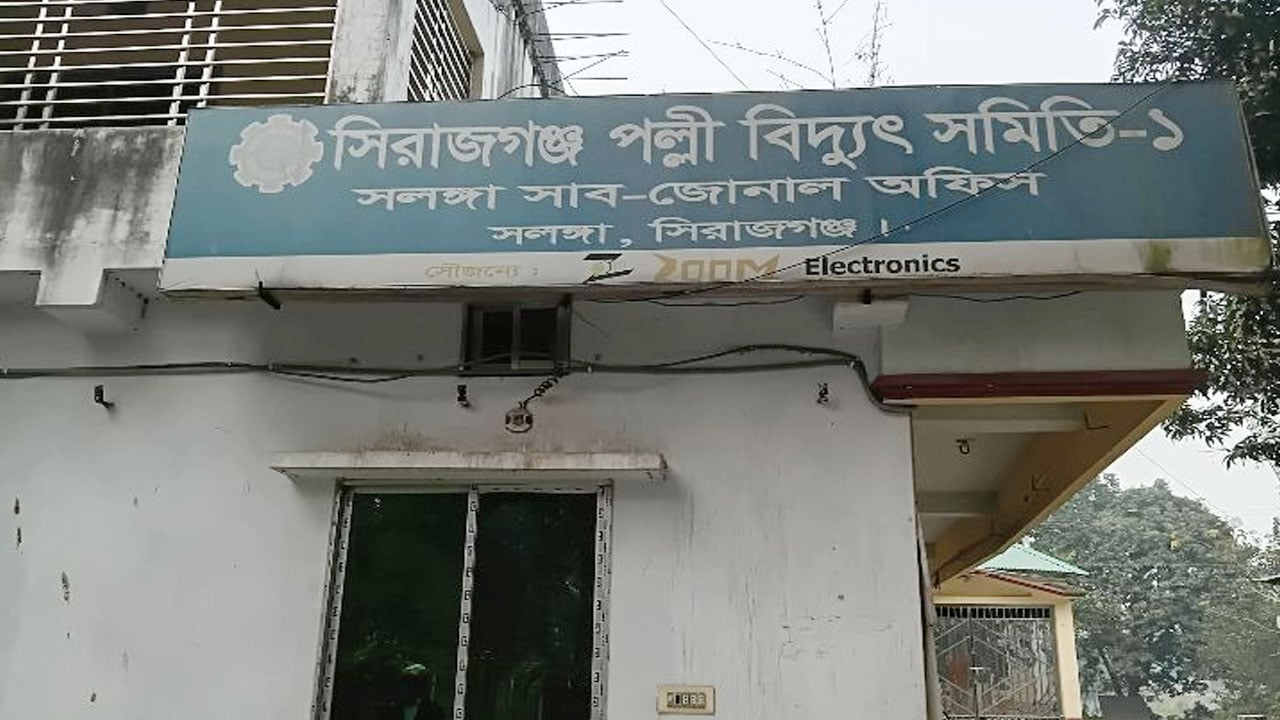 সিরাজগঞ্জ পল্লী বিদ্যুৎ সমিতি-১
সলঙ্গা সাব-জোনাল অফিস
সলঙ্গা, সিরাজগঞ্জ।
সৌজন্যে : ZOOM Electronics